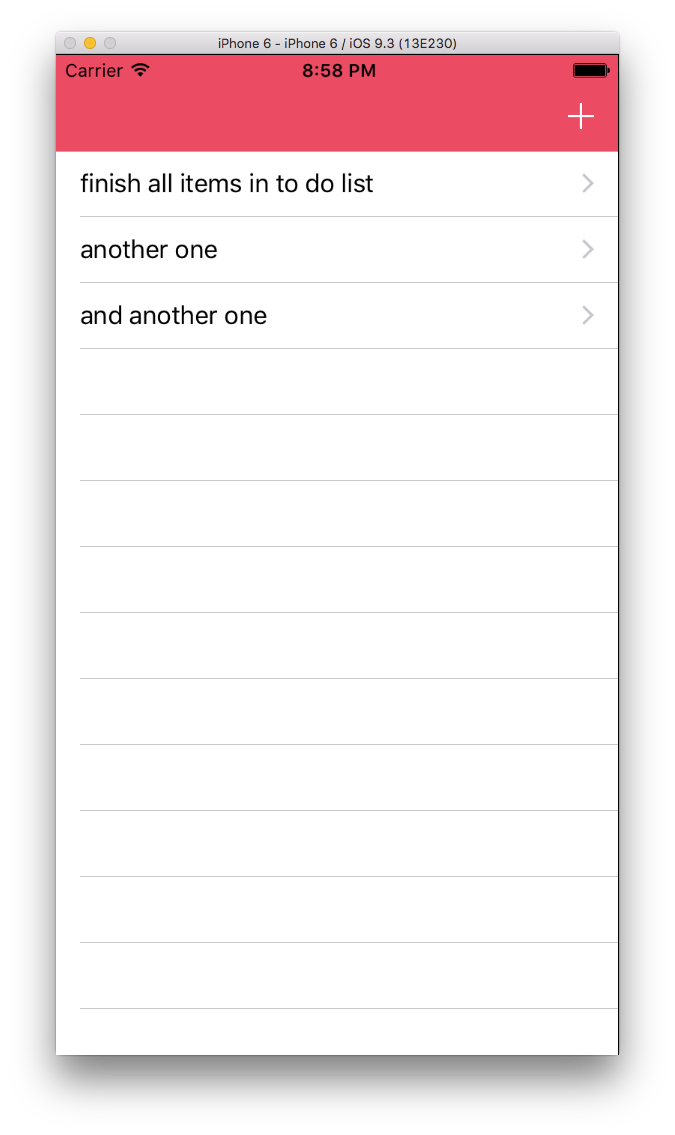 iPhone 6 - iPhone 6 / iOS 9.3 (13E230)
Carrier 8:58 PM
finish all items in to do list
another one
and another one